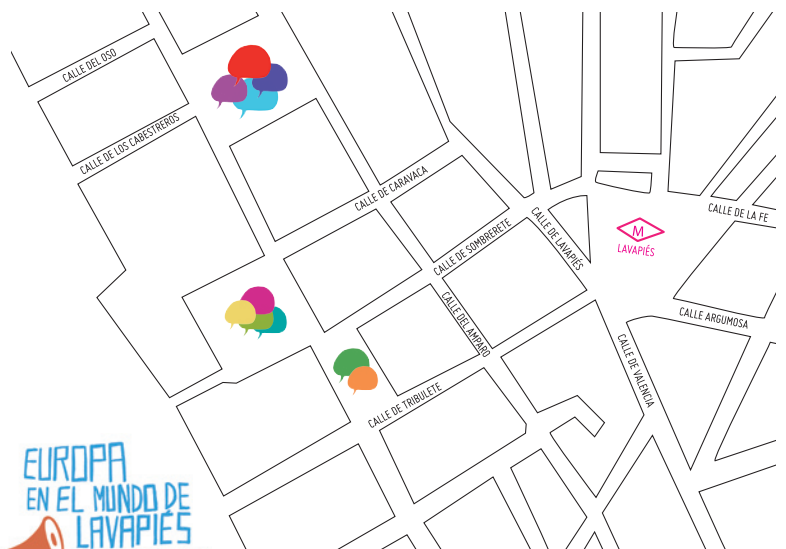 CALLE DEL OSO
CALLE DE LOS CABESTREROS
CALLE DE CARAVACA
CALLE DE SOMBRERETE
CALLE DE LAVAPIÉS
CALLE DE LA FE
M
LAVAPIÉS
CALLE DEL AMPARO
CALLE ARGUMOSA
CALLE DE VALENCIA
CALLE DE TRIBULETE
EUROPA
EN EL MUNDO DE
LAVAPIÉS